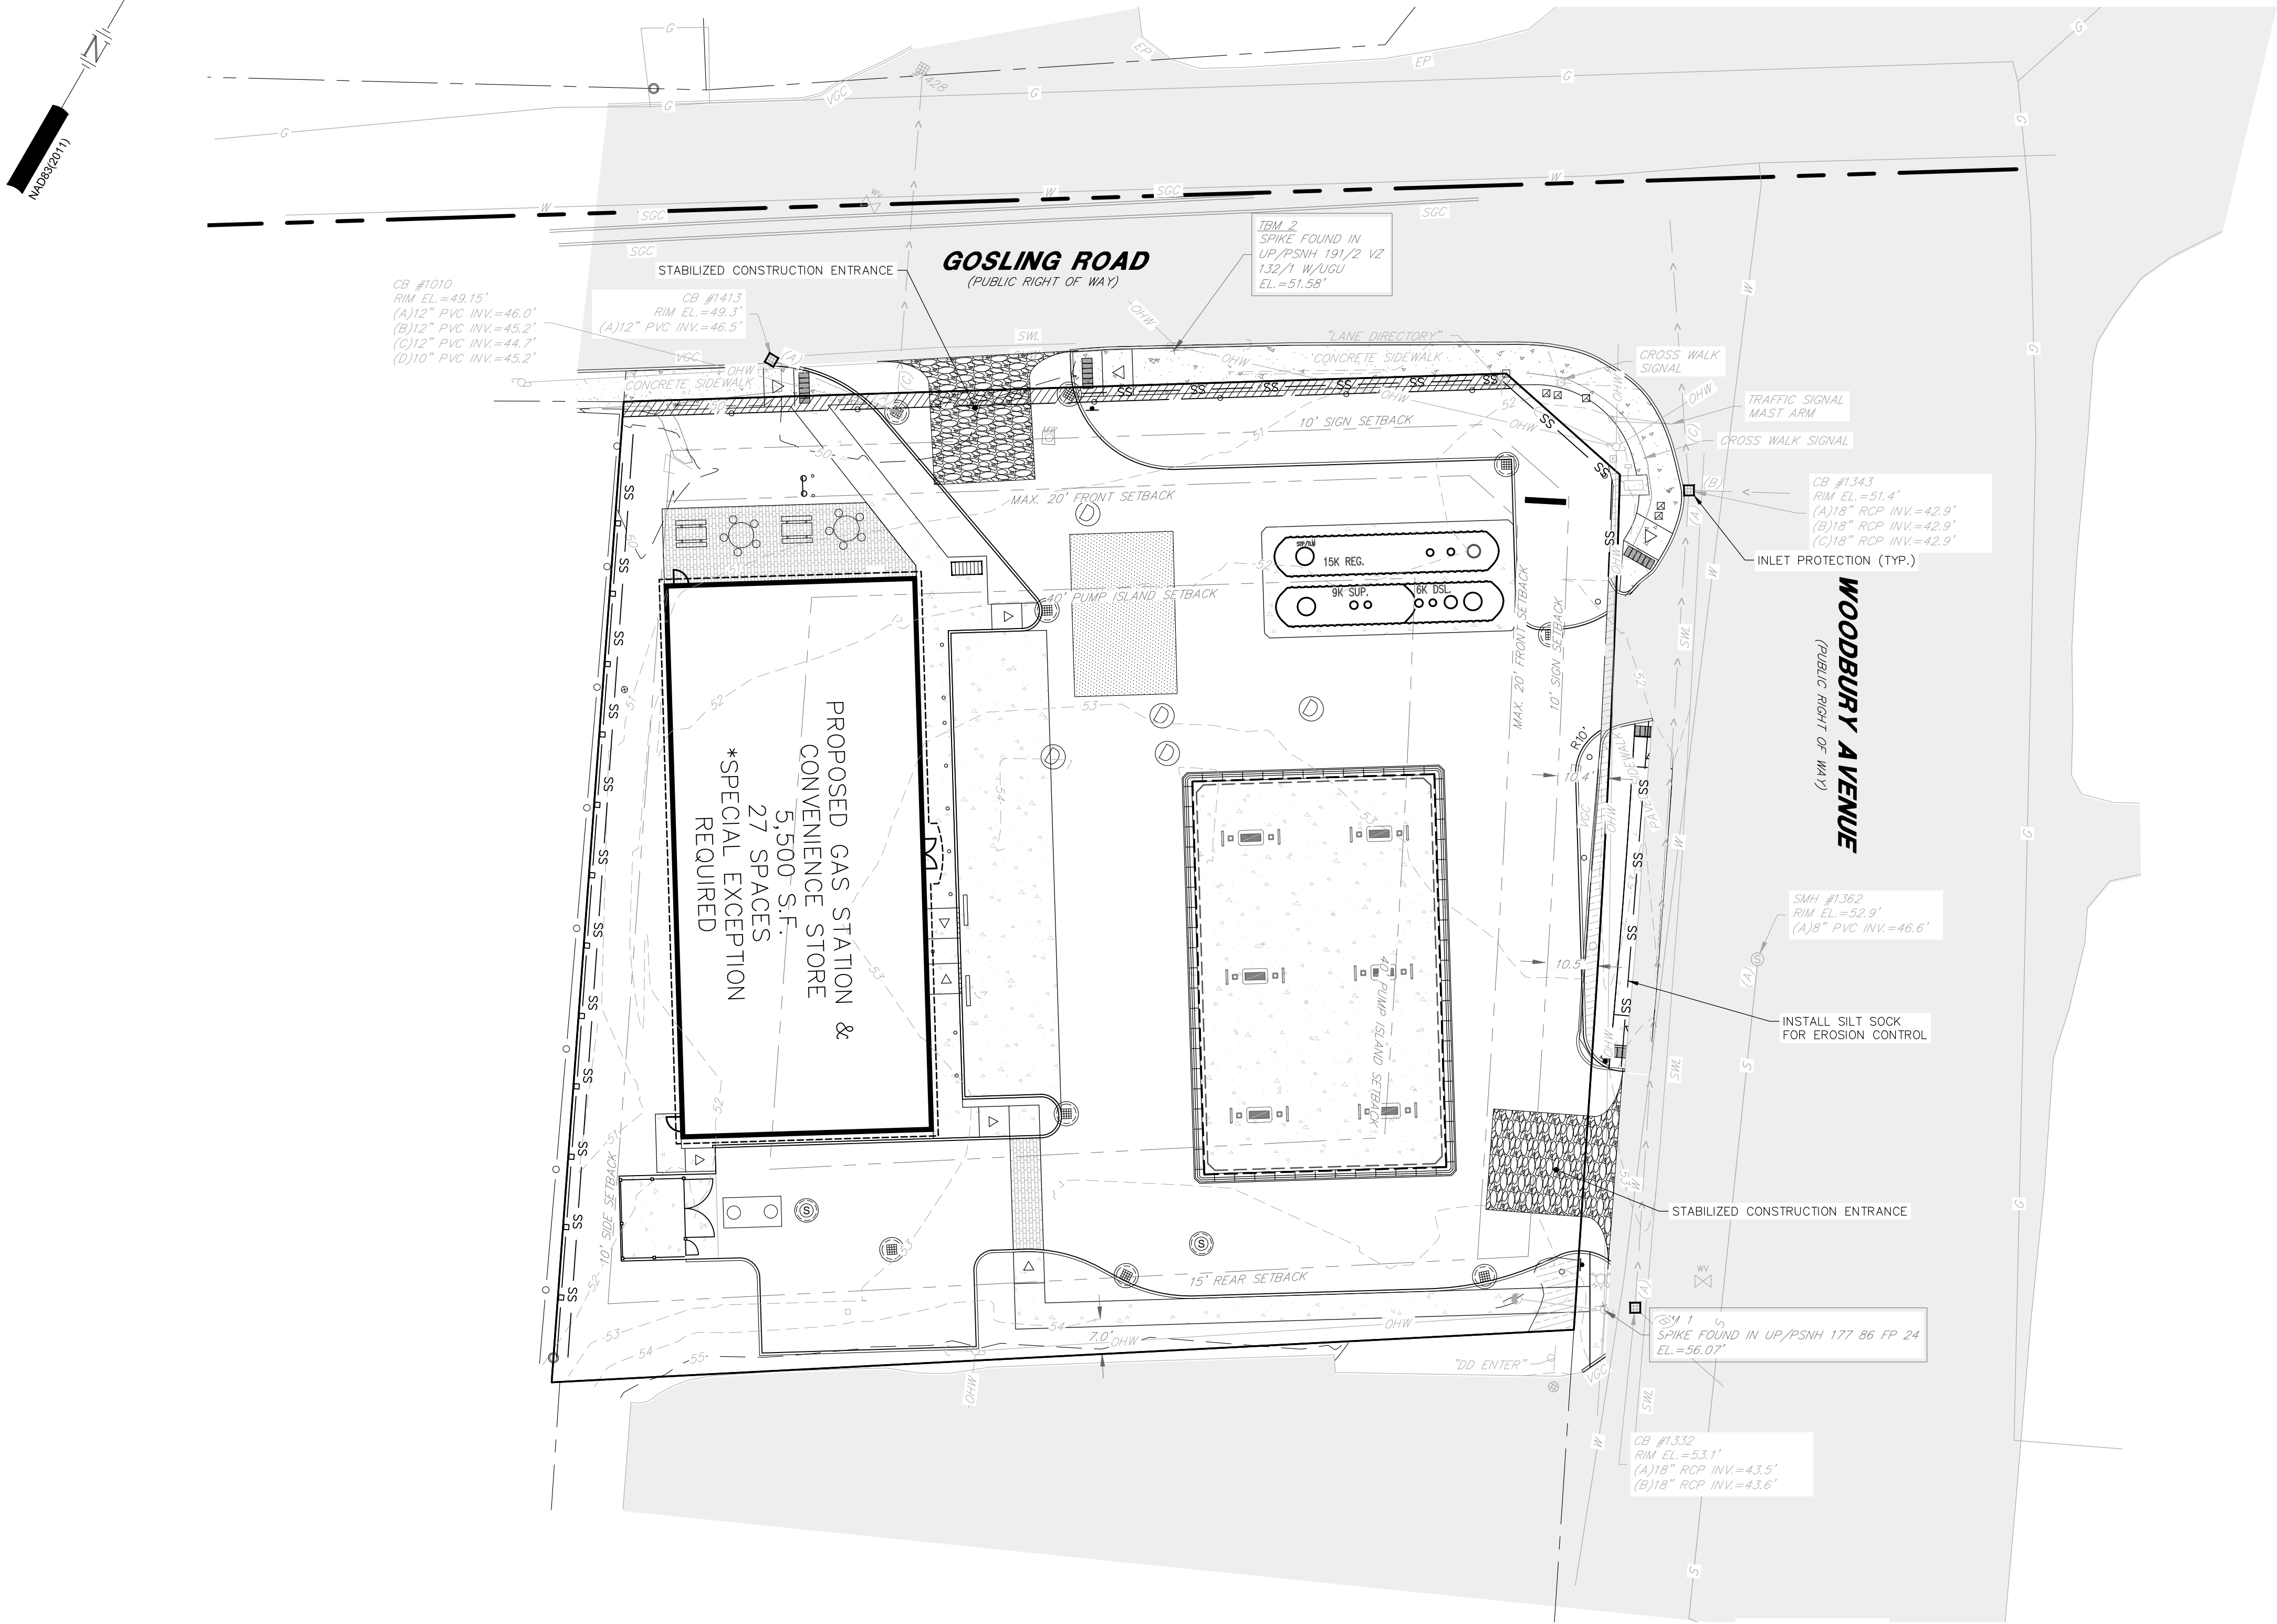 N
NAD83(2011)
GOSLING ROAD
(PUBLIC RIGHT OF WAY)
STABILIZED CONSTRUCTION ENTRANCE
TBM 2
SPIKE FOUND IN
UP/PSNH 191/2 VZ
132/1 W/UGU
EL.=51.58'
CB #1010
RIM EL.=49.15'
(A)12" PVC INV.=46.0'
(B)12" PVC INV.=45.2'
(C)12" PVC INV.=44.7'
(D)10" PVC INV.=45.2'
CB #1413
RIM EL.=49.3'
(A)12" PVC INV.=46.5'
"LANE DIRECTORY"
CONCRETE SIDEWALK
CONCRETE SIDEWALK
CROSS WALK
SIGNAL
TRAFFIC SIGNAL
MAST ARM
CROSS WALK SIGNAL
CB #1343
RIM EL.=51.4'
(A)18" RCP INV.=42.9'
(B)18" RCP INV.=42.9'
(C)18" RCP INV.=42.9'
INLET PROTECTION (TYP.)
WOODBURY AVENUE
(PUBLIC RIGHT OF WAY)
10' SIGN SETBACK
MAX. 20' FRONT SETBACK
40' PUMP ISLAND SETBACK
STP/TLM
15K REG.
9K SUP.
6K DSL.
MAX. 20' FRONT SETBACK
10' SIGN SETBACK
PROPOSED GAS STATION &
CONVENIENCE STORE
5,500 S.F.
27 SPACES
*SPECIAL EXCEPTION
REQUIRED
40' PUMP ISLAND SETBACK
R10'
10.4'
10.5'
SMH #1362
RIM EL.=52.9'
(A)8" PVC INV.=46.6'
INSTALL SILT SOCK
FOR EROSION CONTROL
STABILIZED CONSTRUCTION ENTRANCE
10' SIDE SETBACK
15' REAR SETBACK
7.0'
"DD ENTER"
SPIKE FOUND IN UP/PSNH 177 86 FP 24
EL.=56.07'
CB #1332
RIM EL.=53.1'
(A)18" RCP INV.=43.5'
(B)18" RCP INV.=43.6'